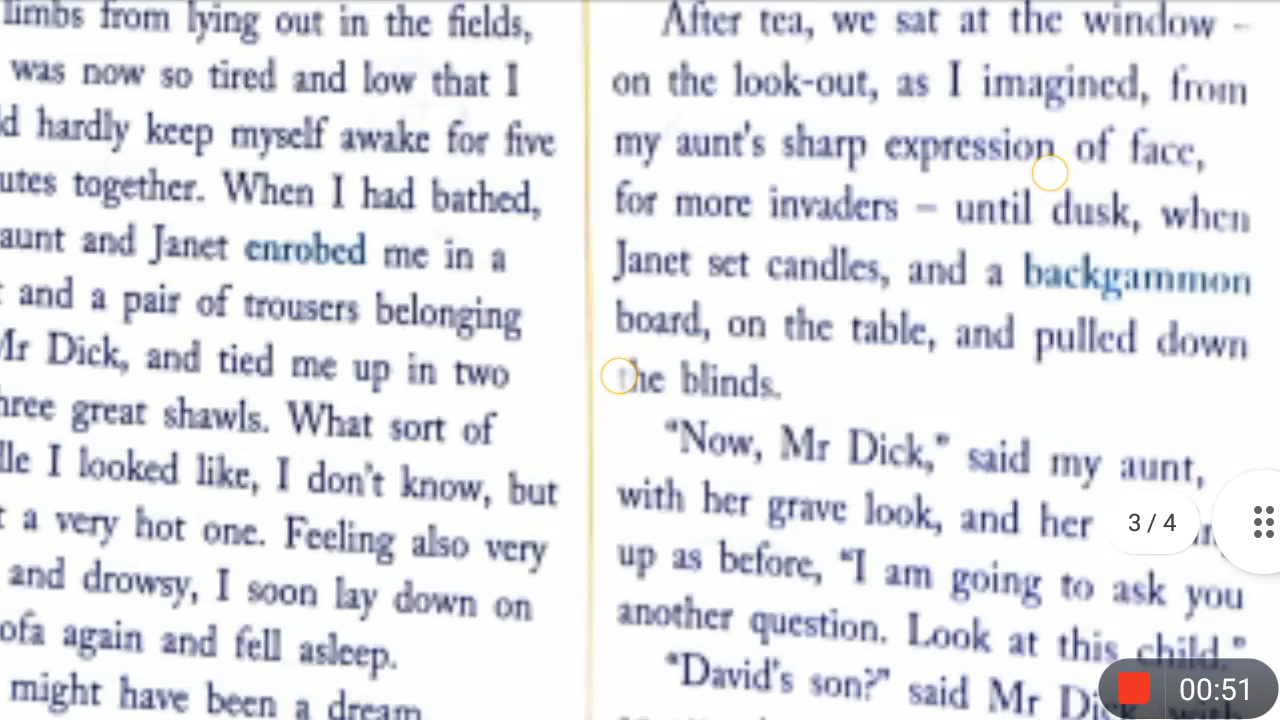 limbs from lying out in the fields,
was now so tired and low that I
hardly keep myself awake for five
together. When I had bathed,
aunt and Janet enrobed me in a
and a pair of trousers belonging
Mr Dick, and tied me up in two
three great shawls. What sort of
I looked like, I don't know, but
a very hot one. Feeling also very
and drowsy, I soon lay down on
again and fell asleep.
might have been a dream
After tea, we sat at the window –
on the look-out, as I imagined, from
my aunt's sharp expression of face,
for more invaders – until dusk, when
Janet set candles, and a backgammon
board, on the table, and pulled down
the blinds.
"Now, Mr Dick," said my aunt,
with her grave look, and her
up as before, "I am going to ask you
another question. Look at this child."
"David's son?" said Mr Dick, with
3 / 4
00:51